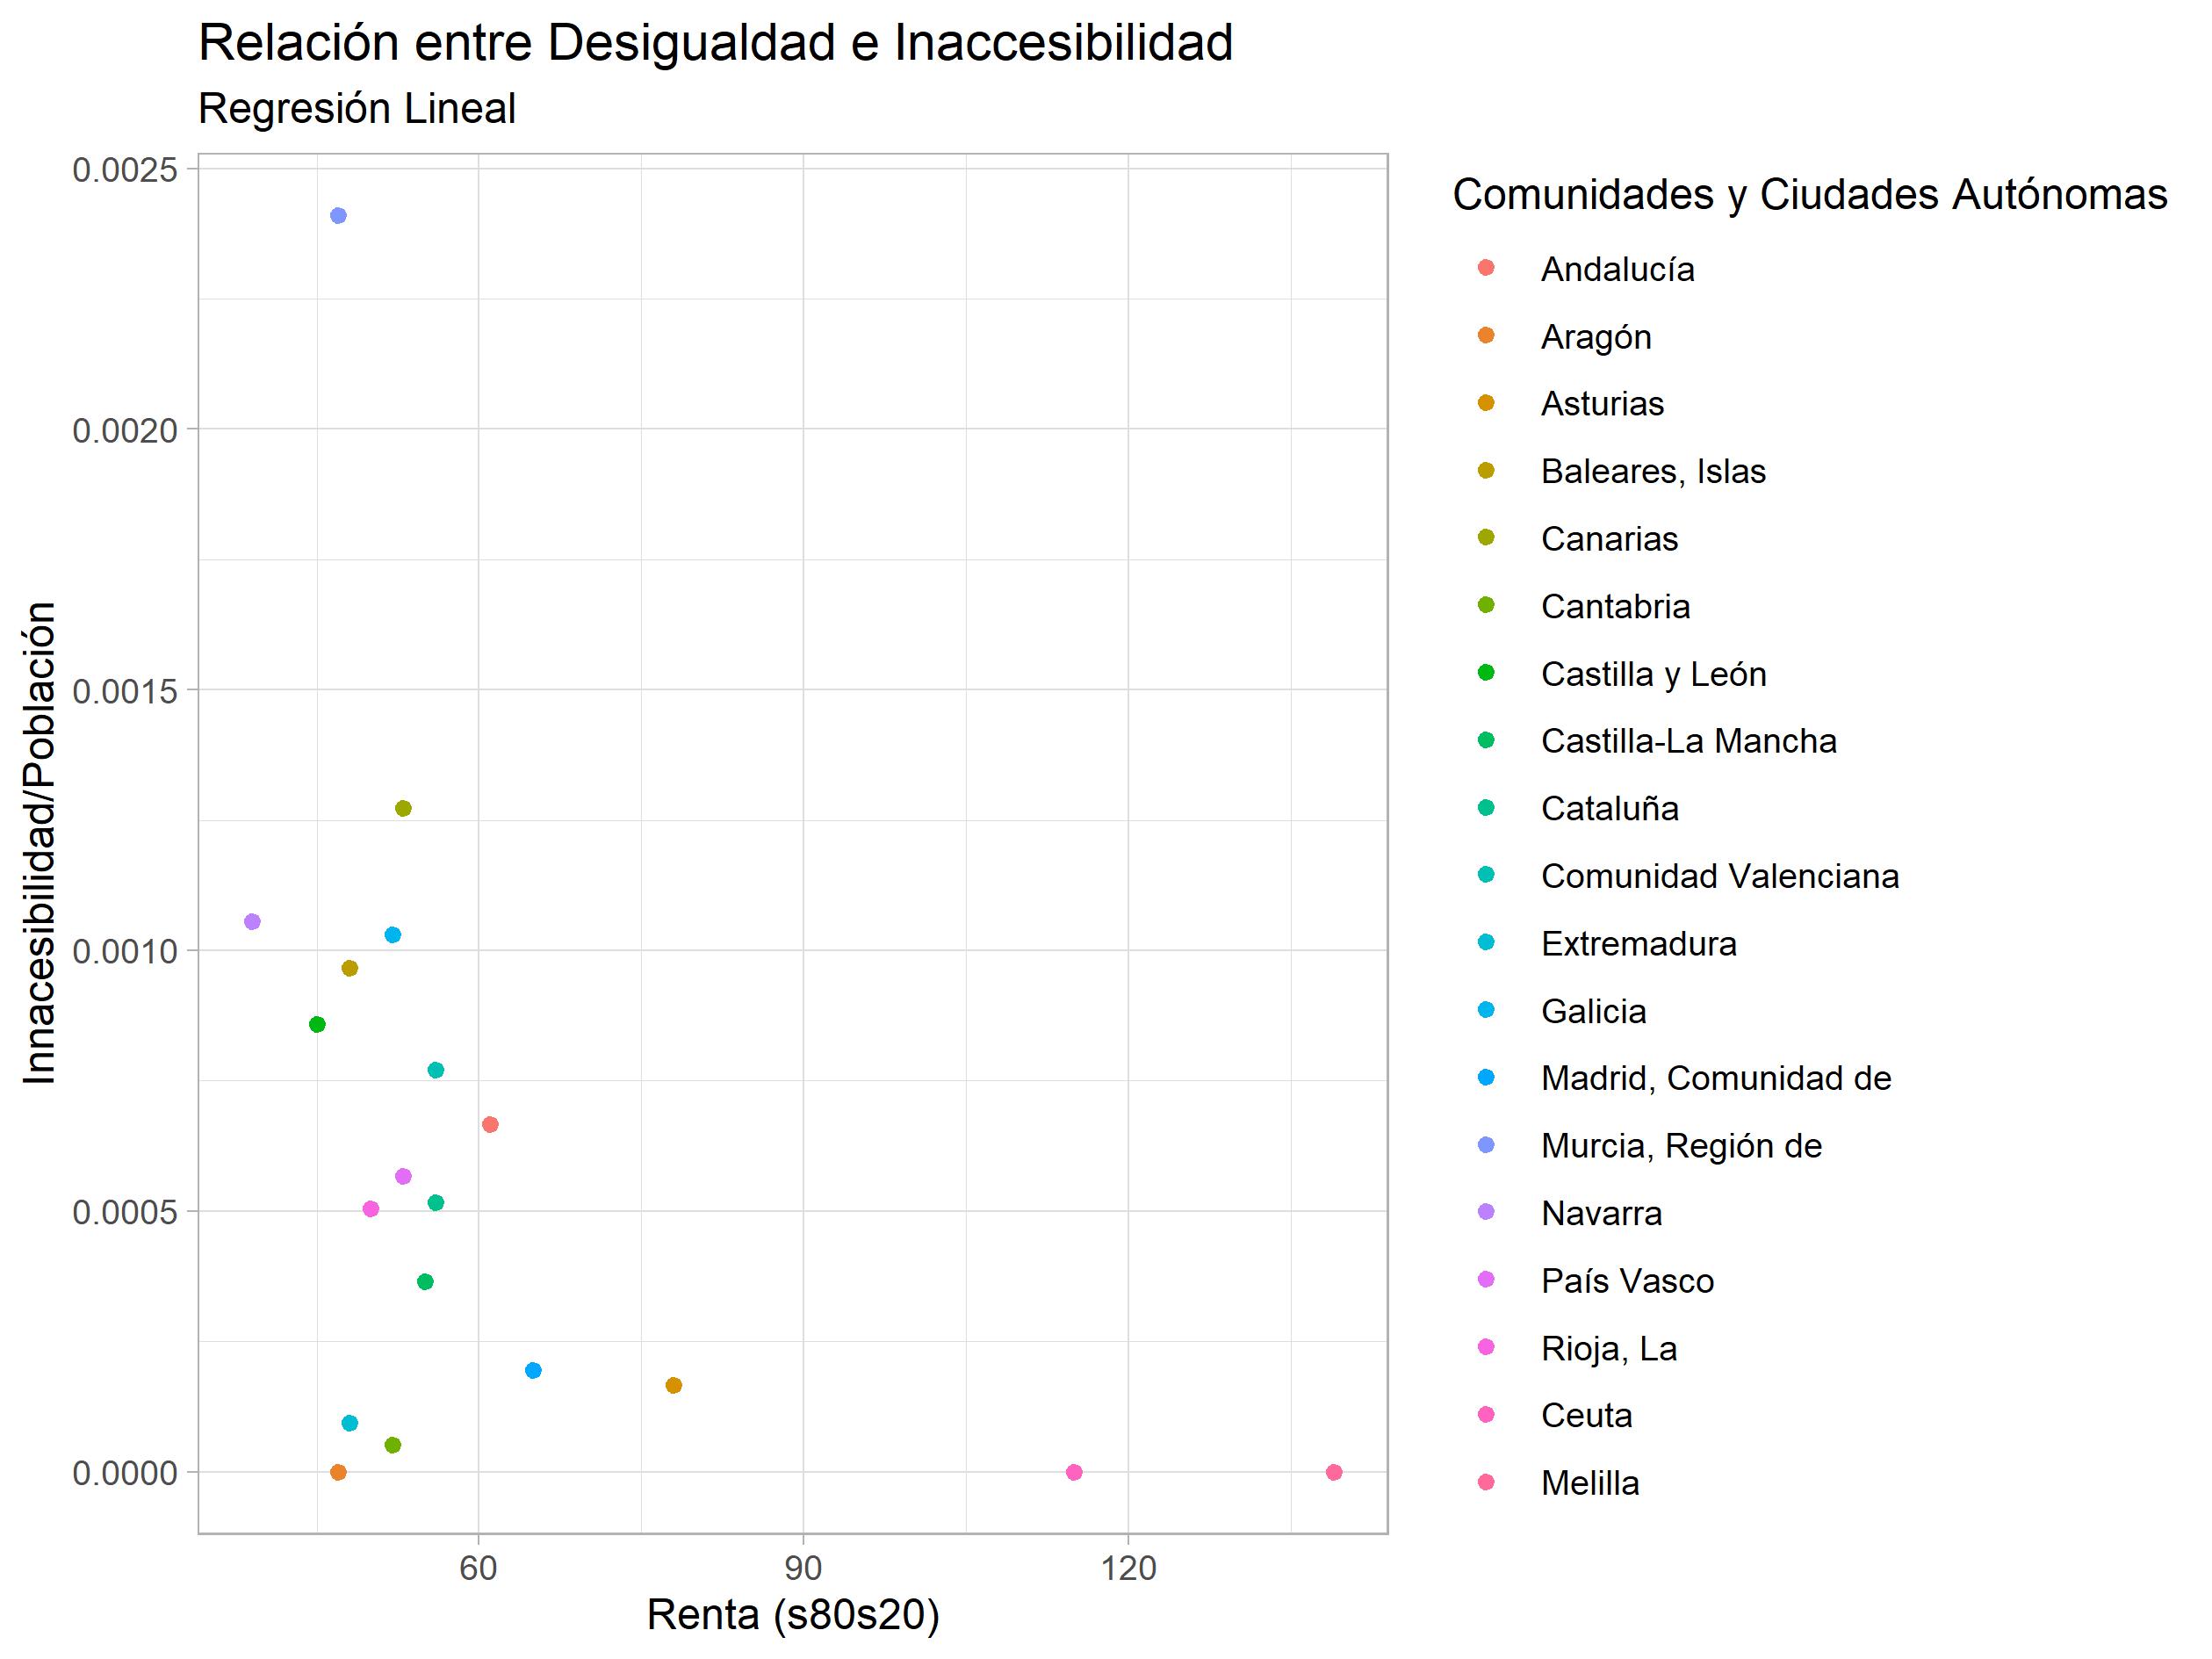 Relación entre Desigualdad e Inaccesibilidad
Regresión Lineal
0.0025
0.0020
0.0015
0.0010
0.0005
0.0000
Innacesibilidad/Población
60
90
120
Renta (s80s20)
Comunidades y Ciudades Autónomas
Andalucía
Aragón
Asturias
Baleares, Islas
Canarias
Cantabria
Castilla y León
Castilla-La Mancha
Cataluña
Comunidad Valenciana
Extremadura
Galicia
Madrid, Comunidad de
Murcia, Región de
Navarra
País Vasco
Rioja, La
Ceuta
Melilla